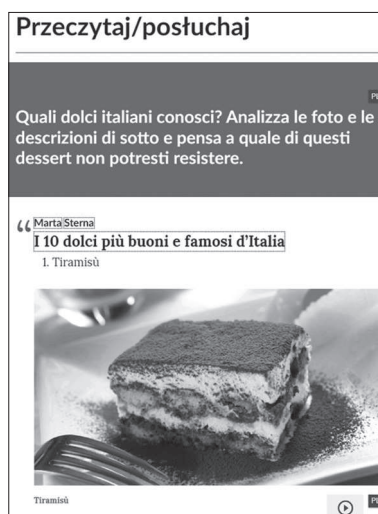 Przeczytaj/posłuchaj
Quali dolci italiani conosci? Analizza le foto e le
descrizioni di sotto e pensa a quale di questi
dessert non potresti resistere.
“ Marta Sterna
I 10 dolci più buoni e famosi d’Italia
1. Tiramisù
Tiramisù